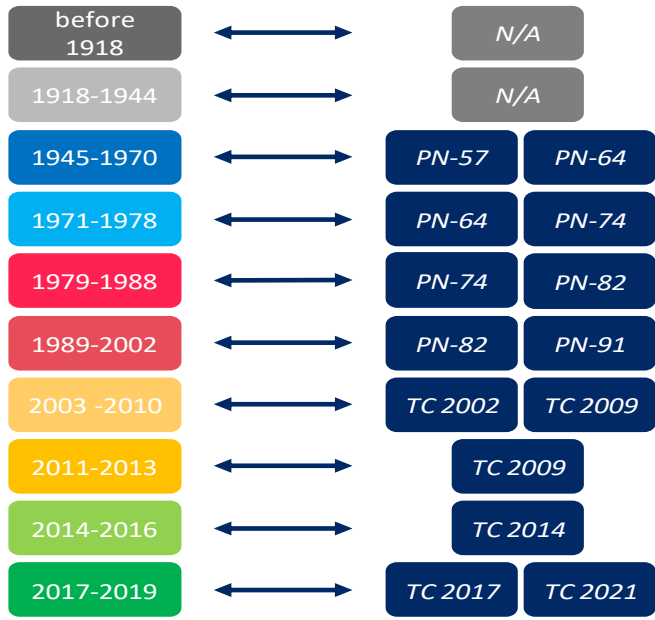 before
1918
N/A
1918-1944
N/A
1945-1970
PN-57
PN-64
1971-1978
PN-64
PN-74
1979-1988
PN-74
PN-82
1989-2002
PN-82
PN-91
2003 -2010
TC 2002
TC 2009
2011-2013
TC 2009
2014-2016
TC 2014
2017-2019
TC 2017
TC 2021